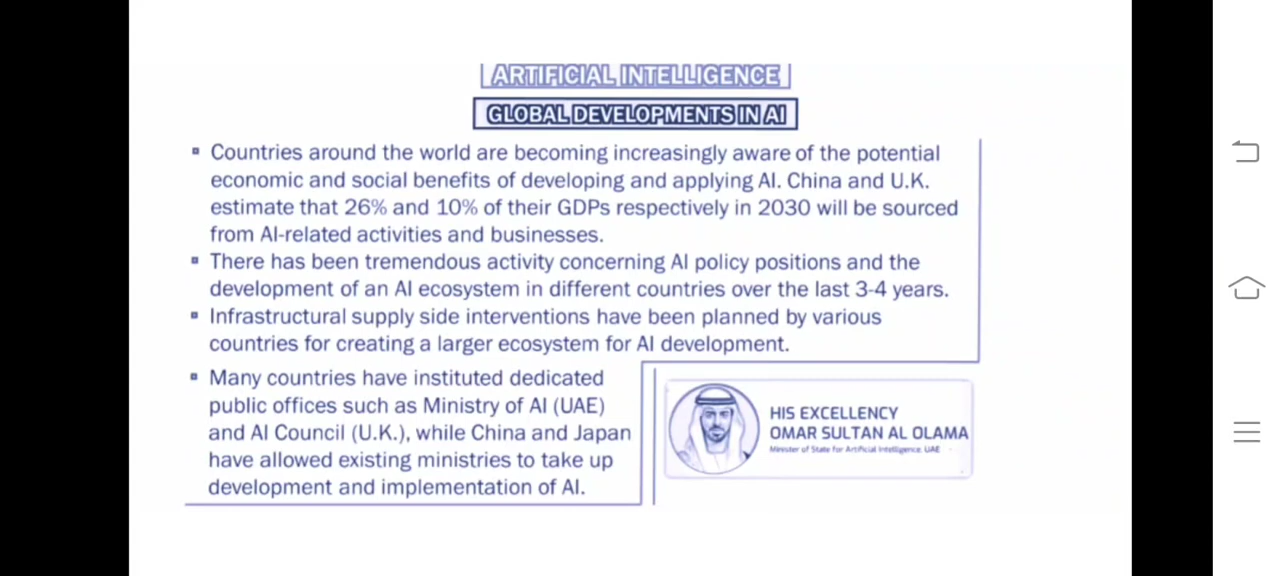 ARTIFICIAL INTELLIGENCE
GLOBAL DEVELOPMENTS IN AI
▪ Countries around the world are becoming increasingly aware of the potential
economic and social benefits of developing and applying AI. China and U.K.
estimate that 26% and 10% of their GDPs respectively in 2030 will be sourced
from AI-related activities and businesses.
▪ There has been tremendous activity concerning AI policy positions and the
development of an AI ecosystem in different countries over the last 3-4 years.
▪ Infrastructural supply side interventions have been planned by various
countries for creating a larger ecosystem for AI development.
▪ Many countries have instituted dedicated
public offices such as Ministry of AI (UAE)
and AI Council (U.K.), while China and Japan
have allowed existing ministries to take up
development and implementation of AI.
HIS EXCELLENCY
OMAR SULTAN AL OLAMA
Minister of State for Artificial Intelligence, UAE